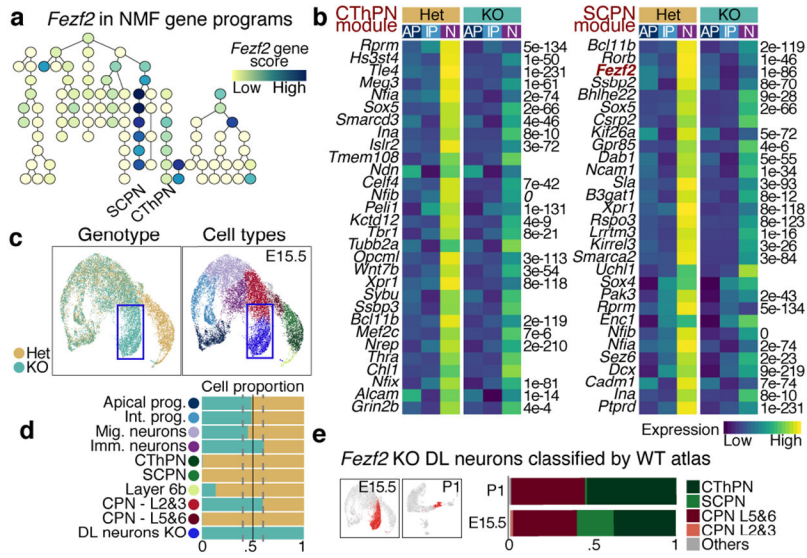 a
Fezf2 in NMF gene programs
Fezf2 gene
score
Low High
SCPN
CThPN
b
CThPN
module
Het KO
AP IP N AP IP N
Rprm 5e-134
Hs3st4 1e-50
Tle4 1e-231
Meg3 1e-61
Nfia 2e-74
Sox5 2e-66
Smarcd3 4e-46
Ina 8e-10
Islr2 3e-72
Tmem108
Ndn
Celf4 7e-42
Nfib 0
Peli1 1e-131
Kctd12 4e-9
Tbr1 8e-21
Tubb2a
Opcml 3e-113
Wnt7b 3e-54
Xpr1 8e-118
Sybu
Ssbp3
Bcl11b 2e-119
Mef2c 7e-6
Nrep 2e-210
Thra
Chl1
Nfix 1e-81
Alcam 1e-14
Grin2b 4e-4
SCPN
module
Het KO
AP IP N AP IP N
Bcl11b 2e-119
Rorb 1e-46
Fezf2 1e-86
Ssbp2 8e-70
Bhlhe22 9e-28
Sox5 2e-66
Csrp2
Kif26a 5e-72
Gpr85 4e-6
Dab1 5e-55
Ncam1 1e-34
Sla 3e-93
B3gat1 8e-12
Xpr1 8e-118
Rspo3 8e-123
Lrrtm3 1e-16
Kirrel3 3e-26
Smarca2 3e-84
Uchl1
Sox4
Pak3 2e-43
Rprm 5e-134
Enc1
Nfib 0
Nfia 2e-74
Sez6 2e-23
Dcx 9e-219
Cadm1 7e-74
Ina 8e-10
Ptprd 1e-231
Expression
Low High
c
Genotype Cell types
E15.5
Het
KO
d
Cell proportion
Apical prog.
Int. prog.
Mig. neurons
Imm. neurons
CThPN
SCPN
Layer 6b
CPN - L2&3
CPN - L5&6
DL neurons KO
0 .5 1
e
Fezf2 KO DL neurons classified by WT atlas
E15.5 P1
P1
E15.5
0 .5 1
CThPN
SCPN
CPN L5&6
CPN L2&3
Others